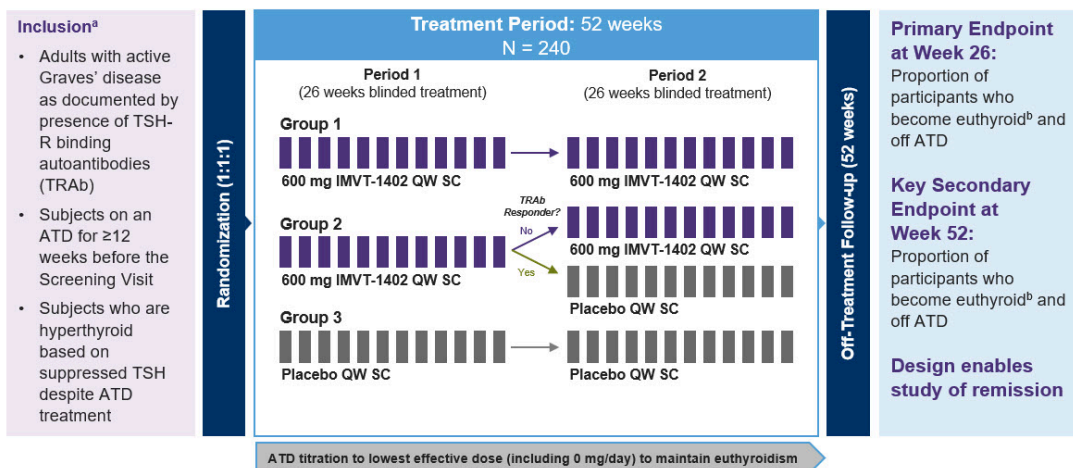 Inclusionᵃ
• Adults with active
Graves’ disease
as documented by
presence of TSH-
R binding
autoantibodies
(TRAb)
• Subjects on an
ATD for ≥12
weeks before the
Screening Visit
• Subjects who are
hyperthyroid
based on
suppressed TSH
despite ATD
treatment
Randomization (1:1:1)
Treatment Period: 52 weeks
N = 240
Period 1
(26 weeks blinded treatment)
Period 2
(26 weeks blinded treatment)
Group 1
600 mg IMVT-1402 QW SC
600 mg IMVT-1402 QW SC
TRAb
Responder?
Group 2
No
600 mg IMVT-1402 QW SC
600 mg IMVT-1402 QW SC
Yes
Placebo QW SC
Group 3
Placebo QW SC
Placebo QW SC
ATD titration to lowest effective dose (including 0 mg/day) to maintain euthyroidism
Off-Treatment Follow-up (52 weeks)
Primary Endpoint
at Week 26:
Proportion of
participants who
become euthyroidᵇ and
off ATD
Key Secondary
Endpoint at
Week 52:
Proportion of
participants who
become euthyroidᵇ and
off ATD
Design enables
study of remission